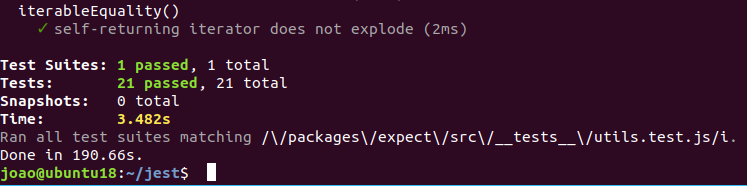 iterableEquality()
✓ self-returning iterator does not explode (2ms)
Test Suites: 1 passed, 1 total
Tests: 21 passed, 21 total
Snapshots: 0 total
Time: 3.482s
Ran all test suites matching /\/packages\/expect\/src\/__tests__\/utils.test.js/i.
Done in 190.66s.
joao@ubuntu18:~/jest$